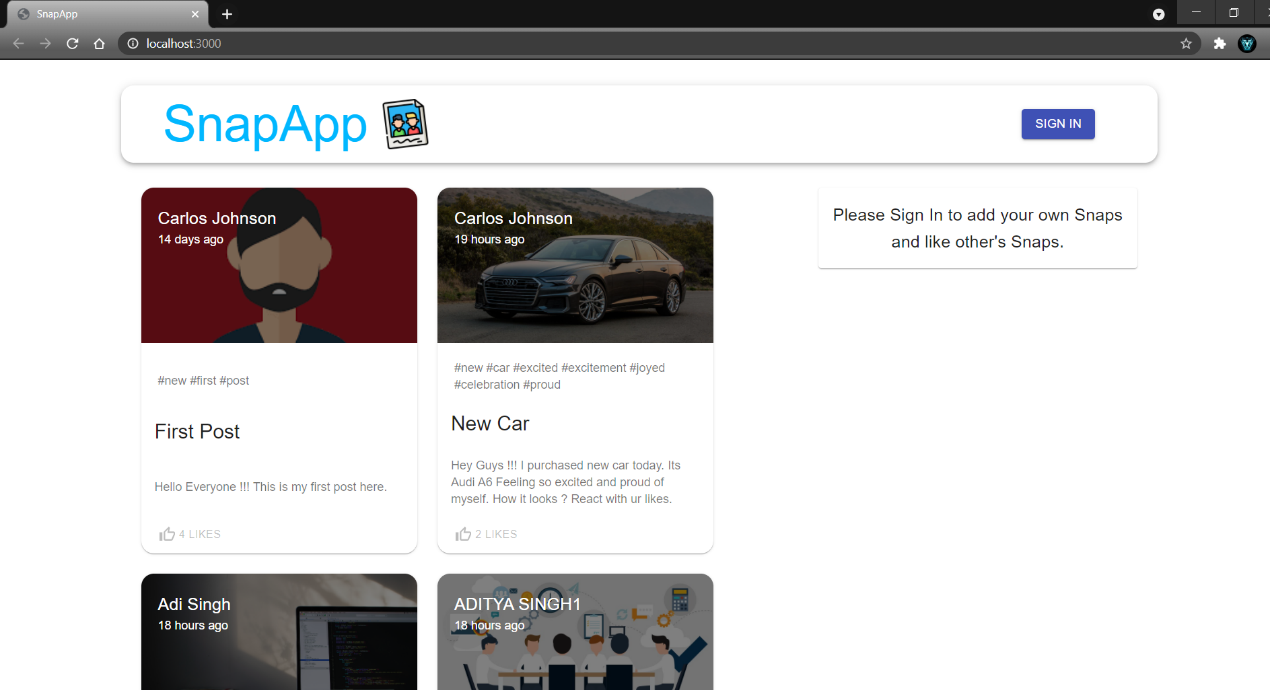 SnapApp
localhost:3000
SnapApp
SIGN IN
Carlos Johnson
14 days ago
#new #first #post
First Post
Hello Everyone !!! This is my first post here.
4 LIKES
Carlos Johnson
19 hours ago
#new #car #excited #excitement #joyed
#celebration #proud
New Car
Hey Guys !!! I purchased new car today. Its
Audi A6 Feeling so excited and proud of
myself. How it looks ? React with ur likes.
2 LIKES
Please Sign In to add your own Snaps
and like other's Snaps.
Adi Singh
18 hours ago
ADITYA SINGH1
18 hours ago